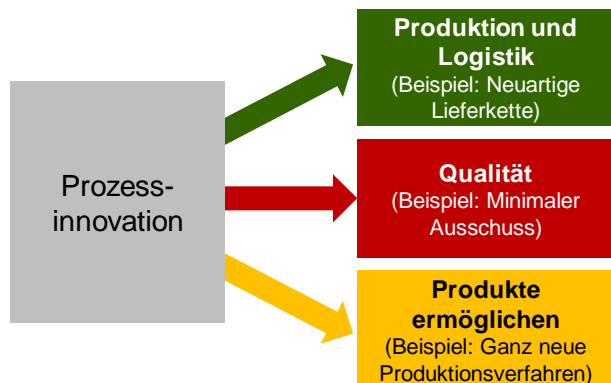 Prozess-
innovation
Produktion und
Logistik
(Beispiel: Neuartige
Lieferkette)
Qualität
(Beispiel: Minimaler
Ausschuss)
Produkte
ermöglichen
(Beispiel: Ganz neue
Produktionsverfahren)